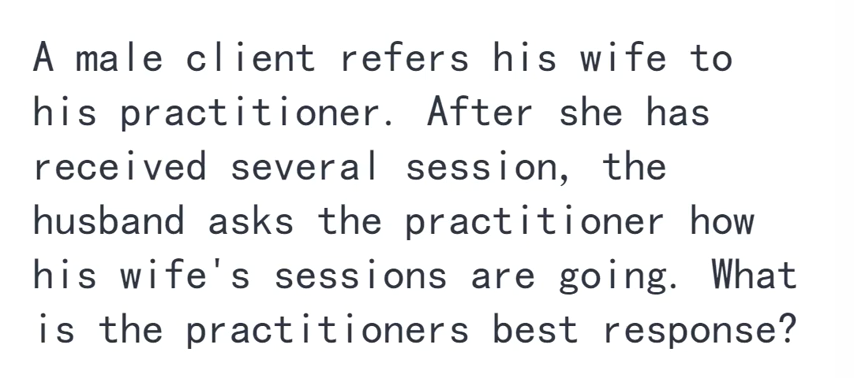 A male client refers his wife to
his practitioner. After she has
received several session, the
husband asks the practitioner how
his wife's sessions are going. What
is the practitioners best response?